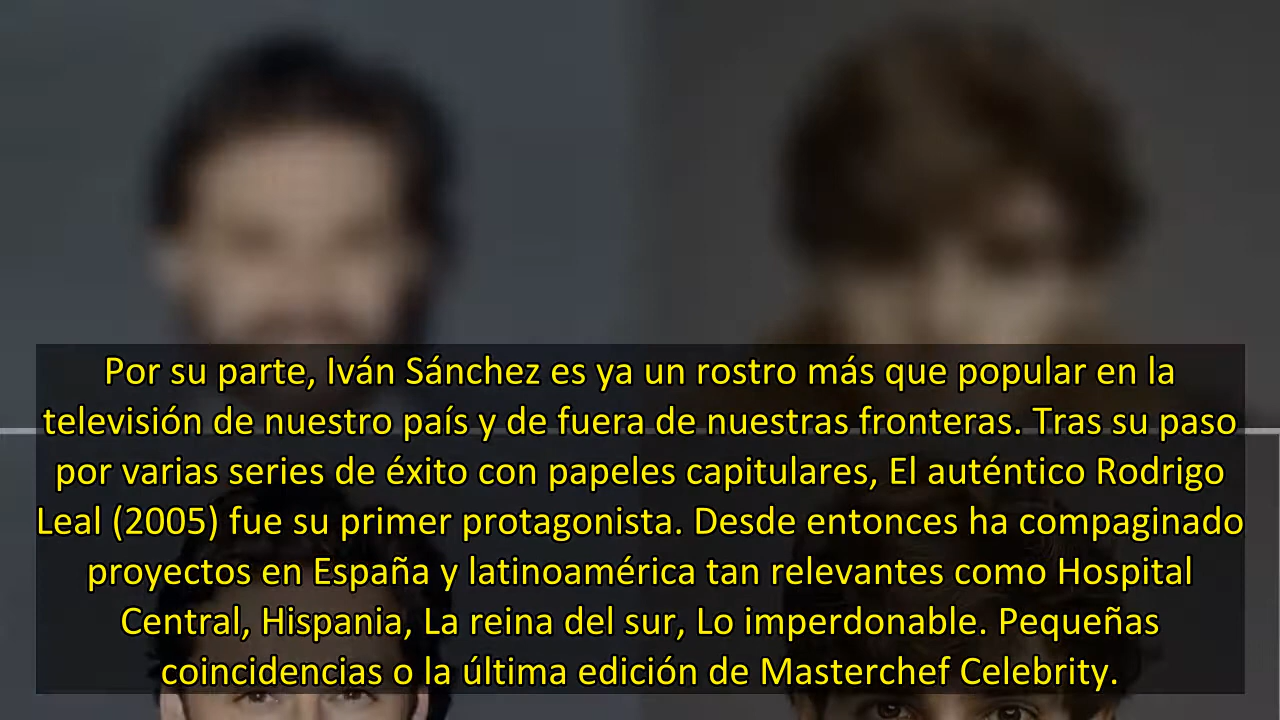 Por su parte, Iván Sánchez es ya un rostro más que popular en la
televisión de nuestro país y de fuera de nuestras fronteras. Tras su paso
por varias series de éxito con papeles capitulares, El auténtico Rodrigo
Leal (2005) fue su primer protagonista. Desde entonces ha compaginado
proyectos en España y latinoamérica tan relevantes como Hospital
Central, Hispania, La reina del sur, Lo imperdonable. Pequeñas
coincidencias o la última edición de Masterchef Celebrity.